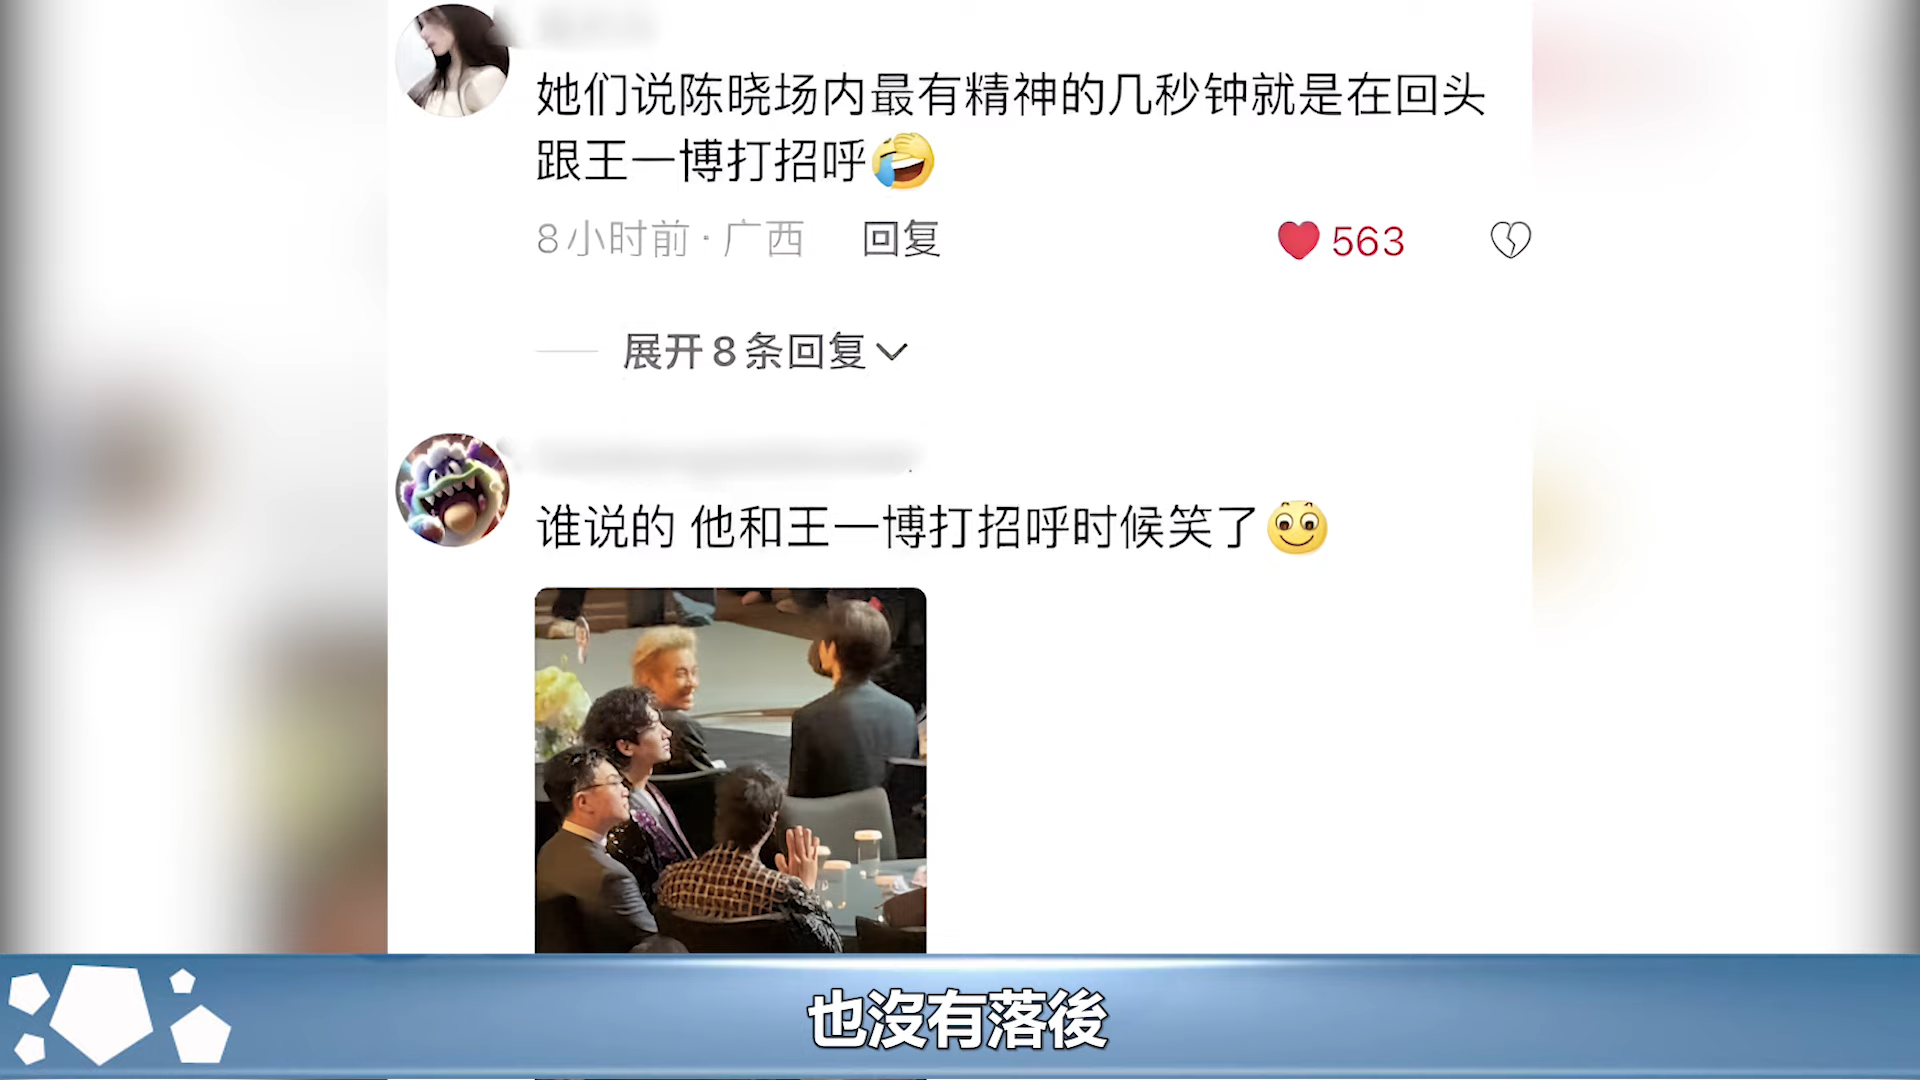 她们说陈晓场内最有精神的几秒钟就是在回头
跟王一博打招呼
8小时前·广西 回复 563
展开8条回复
谁说的 他和王一博打招呼时候笑了
也沒有落後